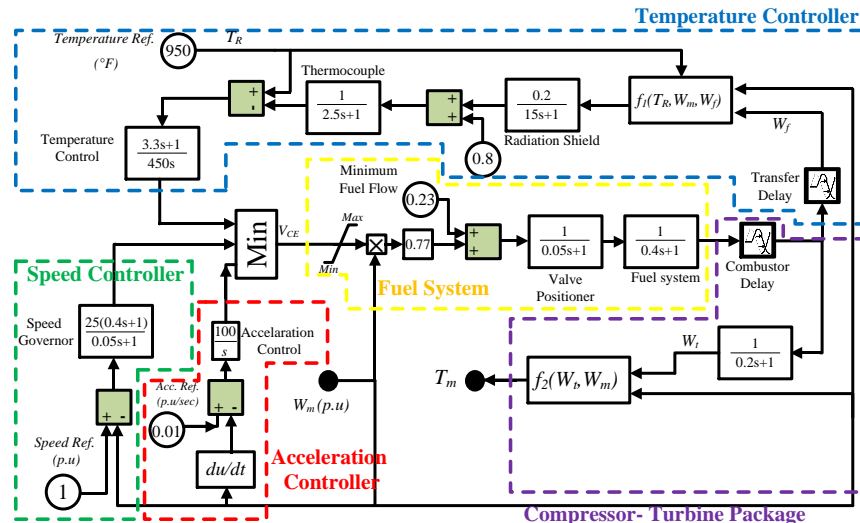 Temperature Controller
Temperature Ref.
(°F)
950
T_R
Thermocouple
+
-
1
2.5s+1
+
+
0.2
15s+1
Radiation Shield
f1(T_R,W_m,W_f)
W_f
0.8
Temperature
Control
3.3s+1
450s
Transfer
Delay
Minimum
Fuel Flow
0.23
Min
V_CE
Max
Min
0.77
+
+
1
0.05s+1
Valve
Positioner
1
0.4s+1
Fuel system
Combustor
Delay
Fuel System
Speed Controller
Speed
Governor
25(0.4s+1)
0.05s+1
100
s
Accelaration
Control
Acc. Ref.
(p.u/sec)
+
-
0.01
du/dt
Acceleration
Controller
+
-
Speed Ref.
(p.u)
1
W_m(p.u)
T_m
f2(W_t,W_m)
W_t
1
0.2s+1
Compressor- Turbine Package